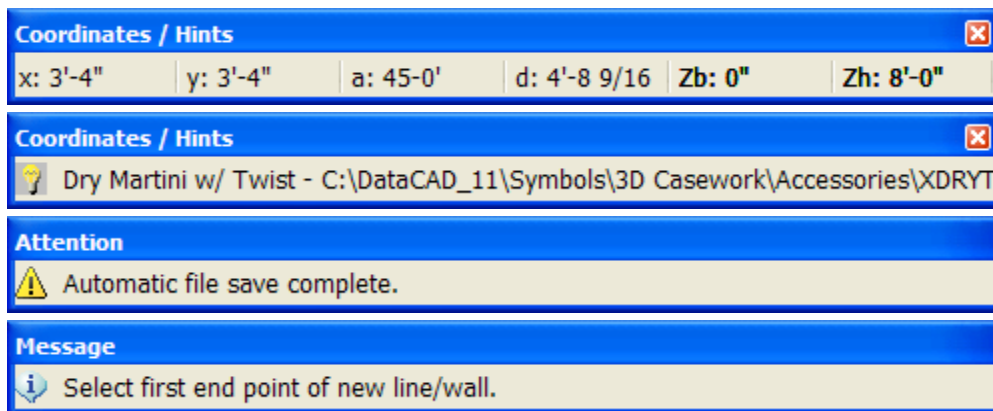 Coordinates / Hints
x: 3'-4" y: 3'-4" a: 45-0' d: 4'-8 9/16 Zb: 0" Zh: 8'-0"
Coordinates / Hints
Dry Martini w/ Twist - C:\DataCAD_11\Symbols\3D Casework\Accessories\XDRYT
Attention
Automatic file save complete.
Message
Select first end point of new line/wall.